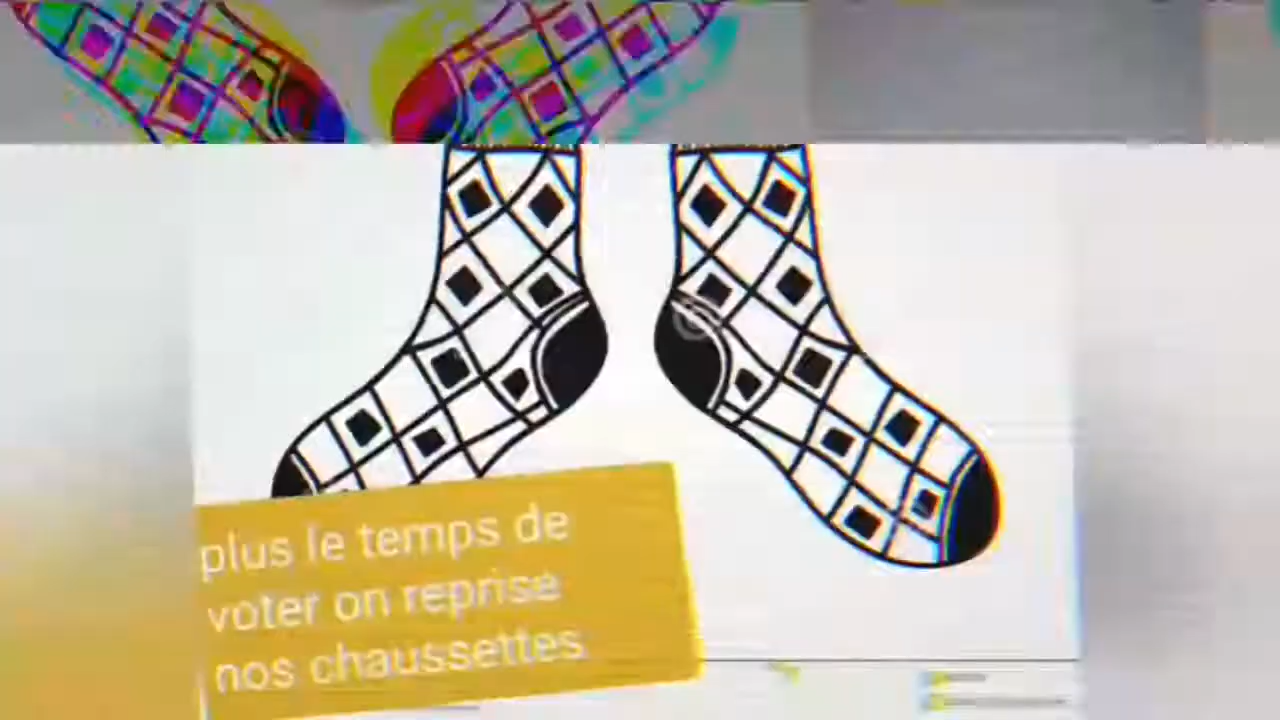 plus le temps de
voter on reprise
nos chaussettes